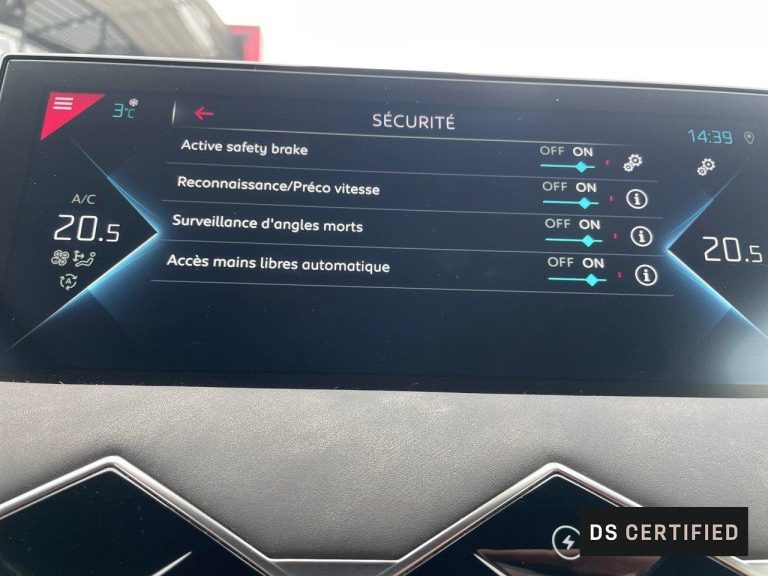 3°C
SÉCURITÉ
14:39
Active safety brake OFF ON
Reconnaissance/Préco vitesse OFF ON
Surveillance d'angles morts OFF ON
Accès mains libres automatique OFF ON
A/C
20.5
A
20.5
DS CERTIFIED